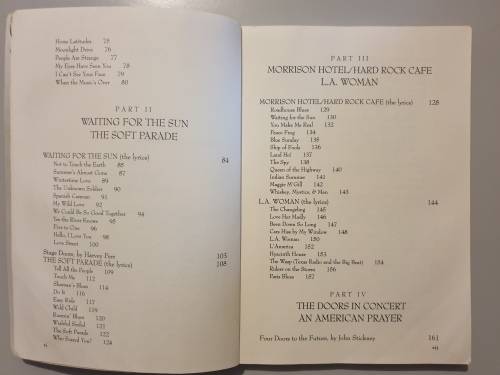 Horse Latitudes 75
Moonlight Drive 76
People Are Strange 77
My Eyes Have Seen You 78
I Can't See Your Face 79
When the Music's Over 80
PART II
WAITING FOR THE SUN
THE SOFT PARADE
WAITING FOR THE SUN (the lyrics) 84
Not to Touch the Earth 85
Summer's Almost Gone 87
Wintertime Love 89
The Unknown Soldier 90
Spanish Caravan 91
My Wild Love 92
We Could Be So Good Together 94
Yes the River Knows 95
Five to One 96
Hello, I Love You 98
Love Street 100
Stage Doors, by Harvey Perr 103
THE SOFT PARADE (the lyrics) 108
Tell All the People 109
Touch Me 112
Shaman's Blues 114
Do It 116
Easy Ride 117
Wild Child 119
Runnin' Blue 120
Wishful Sinful 121
The Soft Parade 122
Who Scared You? 124
vi
PART III
MORRISON HOTEL/HARD ROCK CAFE
L.A. WOMAN
MORRISON HOTEL/HARD ROCK CAFE (the lyrics) 128
Roadhouse Blues 129
Waiting for the Sun 130
You Make Me Real 132
Peace Frog 134
Blue Sunday 135
Ship of Fools 136
Land Ho! 137
The Spy 138
Queen of the Highway 140
Indian Summer 141
Maggie M'Gill 142
Whiskey, Mystics, & Men 143
L.A. WOMAN (the lyrics) 144
The Changeling 145
Love Her Madly 146
Been Down So Long 147
Cars Hiss by My Window 148
L.A. Woman 150
L'America 152
Hyacinth House 153
The Wasp (Texas Radio and the Big Beat) 154
Riders on the Storm 156
Paris Blues 157
PART IV
THE DOORS IN CONCERT
AN AMERICAN PRAYER
Four Doors to the Future, by John Stickney 161
vii